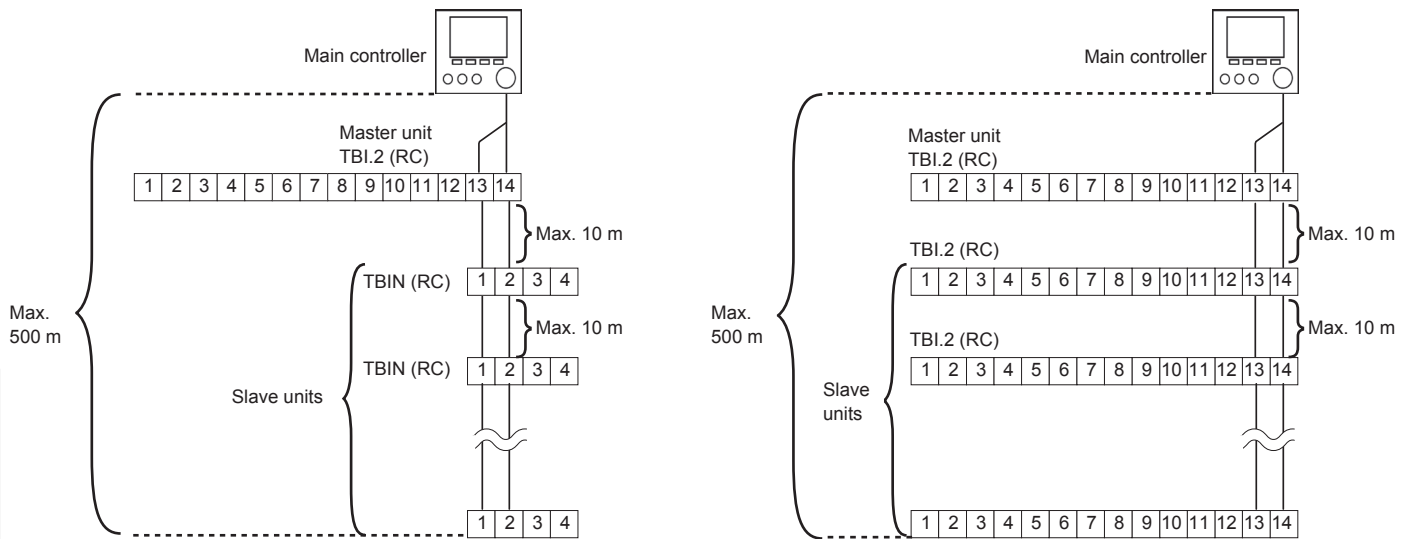 Main controller
Master unit
TBI.2 (RC)
1 2 3 4 5 6 7 8 9 10 11 12 13 14
Max. 10 m
TBIN (RC)
1 2 3 4
Max.
500 m
Max. 10 m
TBIN (RC)
1 2 3 4
Slave units
1 2 3 4
Main controller
Master unit
TBI.2 (RC)
1 2 3 4 5 6 7 8 9 10 11 12 13 14
Max. 10 m
TBI.2 (RC)
1 2 3 4 5 6 7 8 9 10 11 12 13 14
Max.
500 m
Max. 10 m
TBI.2 (RC)
1 2 3 4 5 6 7 8 9 10 11 12 13 14
Slave
units
1 2 3 4 5 6 7 8 9 10 11 12 13 14